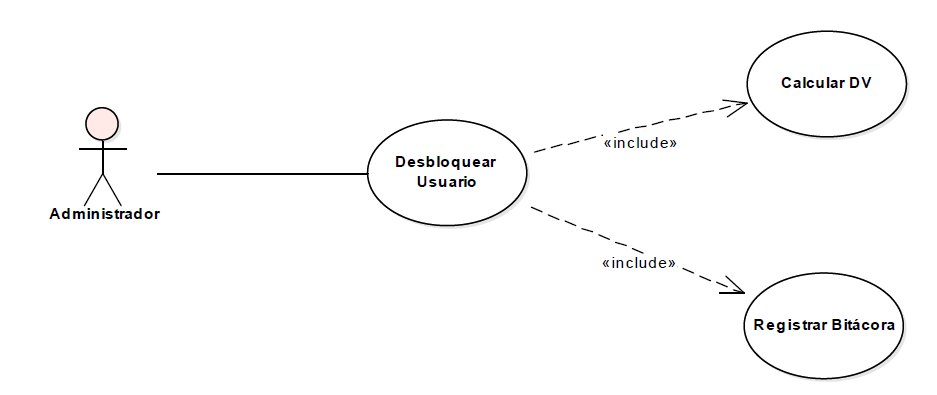 Calcular DV
«include»
Desbloquear
Usuario
Administrador
«include»
Registrar Bitácora